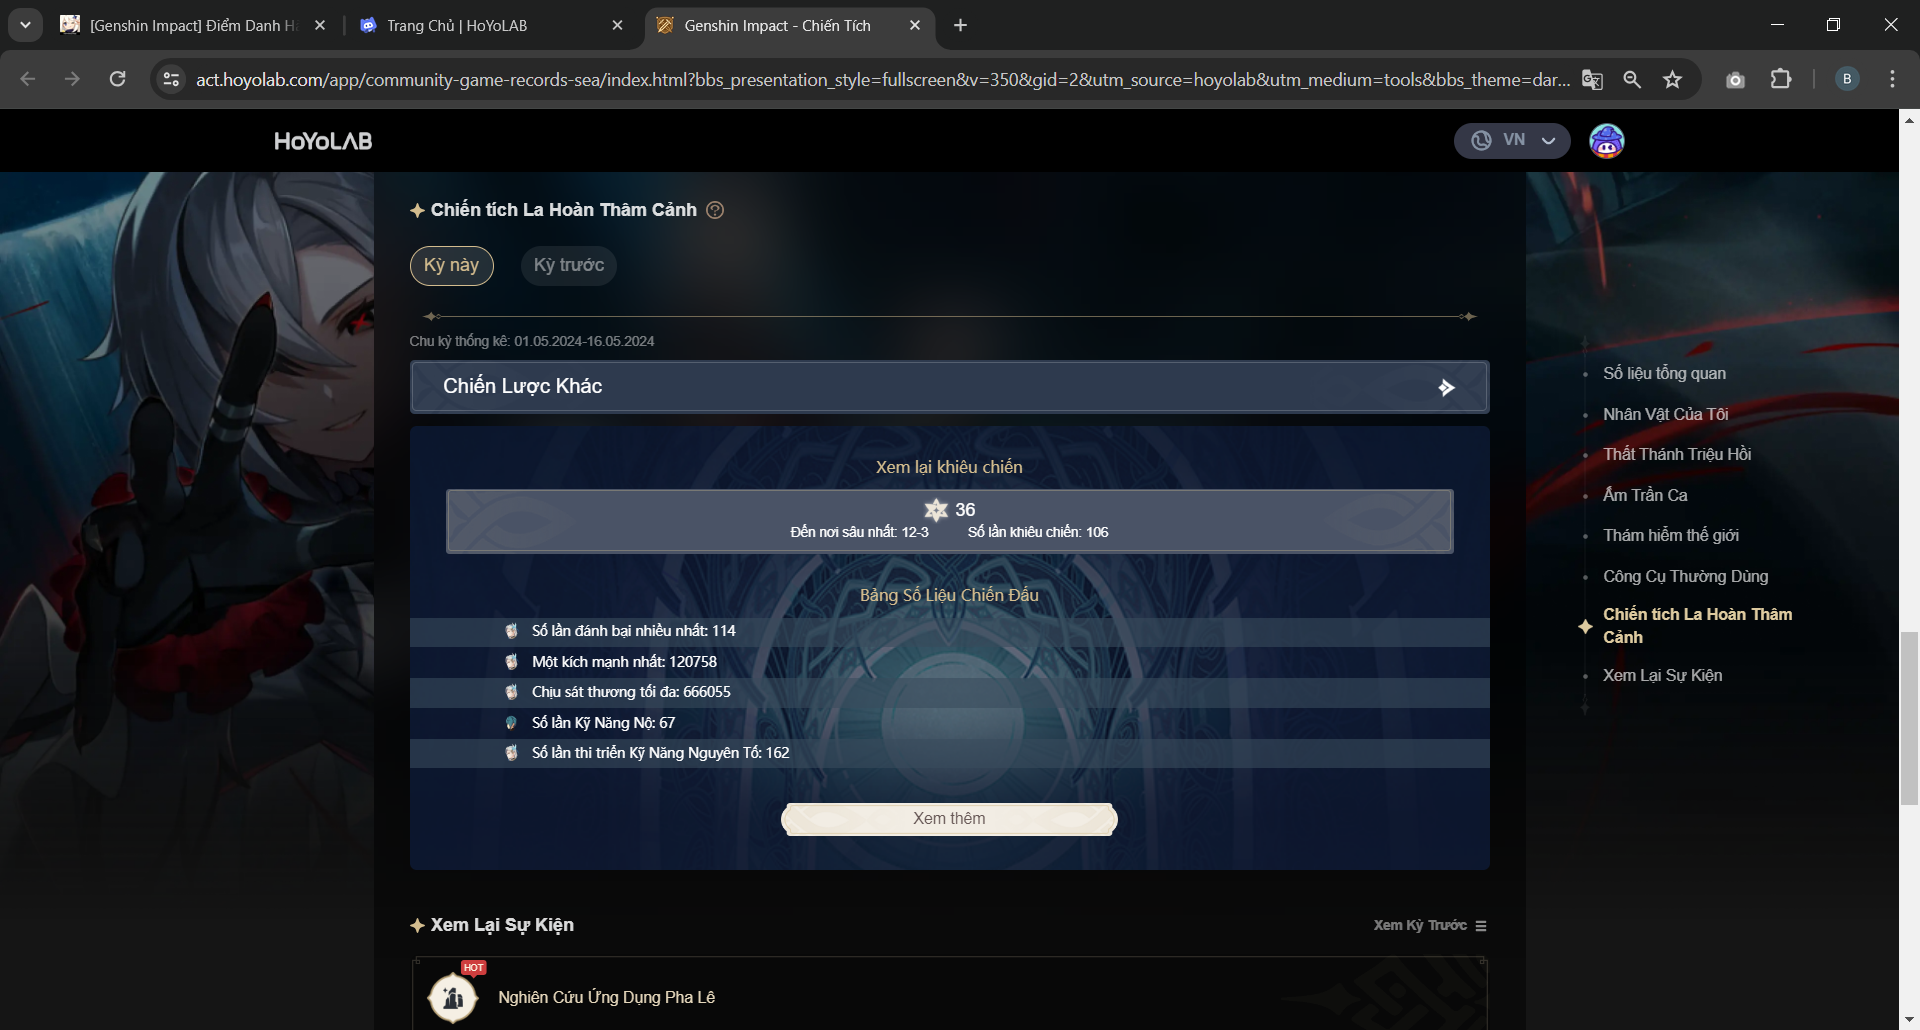 [Genshin Impact] Điểm Danh H
Trang Chủ | HoYoLAB
Genshin Impact - Chiến Tích
act.hoyolab.com/app/community-game-records-sea/index.html?bbs_presentation_style=fullscreen&v=350&gid=2&utm_source=hoyolab&utm_medium=tools&bbs_theme=dar...
B
HoYoLAB
VN
Chiến tích La Hoàn Thâm Cảnh
Kỳ này
Kỳ trước
Chu kỳ thống kê: 01.05.2024-16.05.2024
Chiến Lược Khác
Xem lại khiêu chiến
36
Đến nơi sâu nhất: 12-3
Số lần khiêu chiến: 106
Bảng Số Liệu Chiến Đấu
Số lần đánh bại nhiều nhất: 114
Một kích mạnh nhất: 120758
Chịu sát thương tối đa: 666055
Số lần Kỹ Năng Nộ: 67
Số lần thi triển Kỹ Năng Nguyên Tố: 162
Xem thêm
Xem Lại Sự Kiện
Xem Kỳ Trước
HOT
Nghiên Cứu Ứng Dụng Pha Lê
Số liệu tổng quan
Nhân Vật Của Tôi
Thất Thánh Triệu Hồi
Ấm Trần Ca
Thám hiểm thế giới
Công Cụ Thường Dùng
Chiến tích La Hoàn Thâm
Cảnh
Xem Lại Sự Kiện